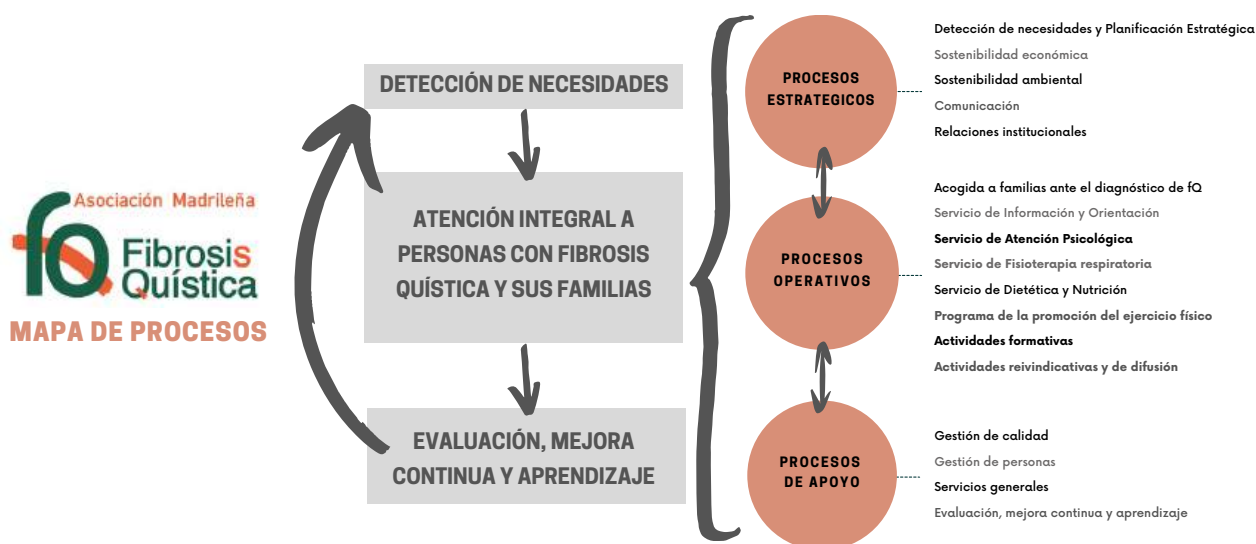 Asociación Madrileña
fQ Fibrosis
Quística
MAPA DE PROCESOS
DETECCIÓN DE NECESIDADES
ATENCIÓN INTEGRAL A
PERSONAS CON FIBROSIS
QUÍSTICA Y SUS FAMILIAS
EVALUACIÓN, MEJORA
CONTINUA Y APRENDIZAJE
PROCESOS
ESTRATEGICOS
Detección de necesidades y Planificación Estratégica
Sostenibilidad económica
Sostenibilidad ambiental
Comunicación
Relaciones institucionales
PROCESOS
OPERATIVOS
Acogida a familias ante el diagnóstico de fQ
Servicio de Información y Orientación
Servicio de Atención Psicológica
Servicio de Fisioterapia respiratoria
Servicio de Dietética y Nutrición
Programa de la promoción del ejercicio físico
Actividades formativas
Actividades reivindicativas y de difusión
PROCESOS
DE APOYO
Gestión de calidad
Gestión de personas
Servicios generales
Evaluación, mejora continua y aprendizaje